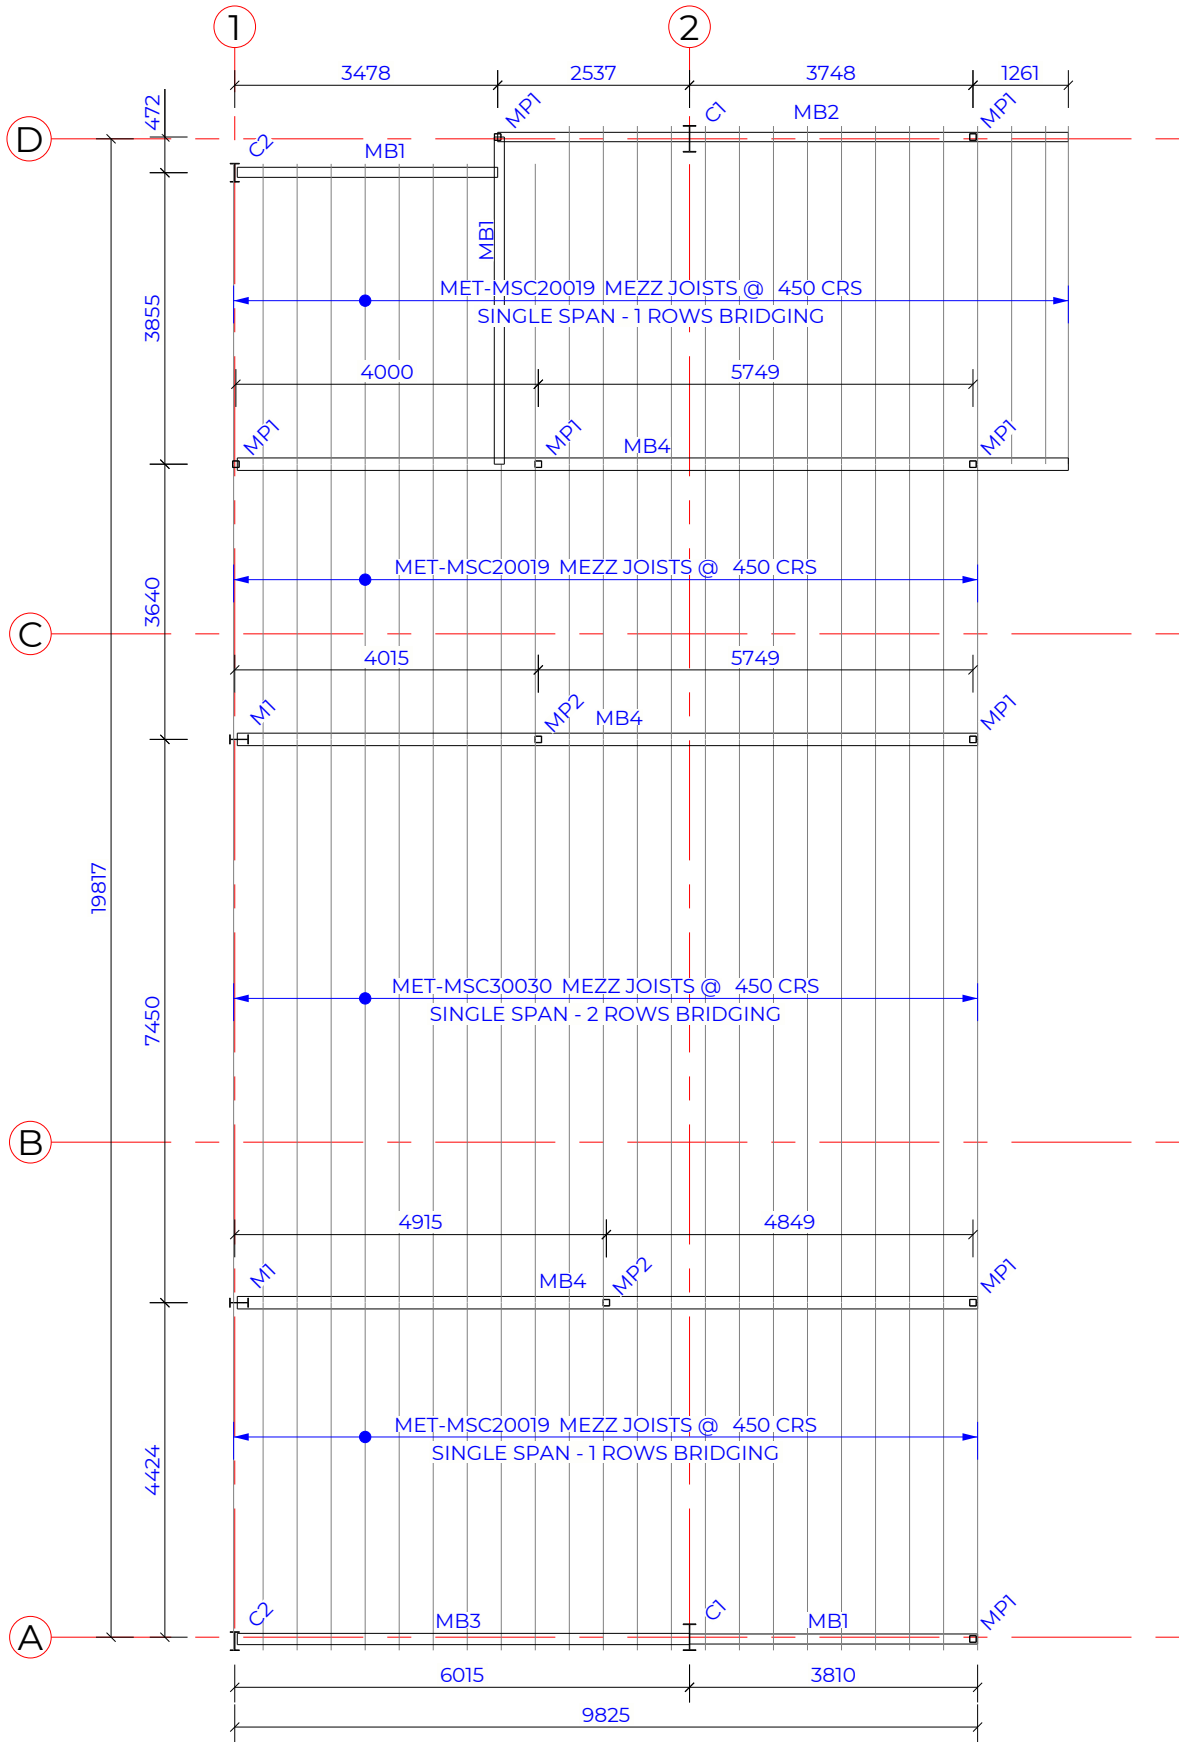 1
2
3478
2537
3748
1261
472
MP1
C1
MB2
MP1
D
C2
MB1
MB1
MET-MSC20019 MEZZ JOISTS @ 450 CRS
SINGLE SPAN - 1 ROWS BRIDGING
3855
4000
5749
MP1
MP1
MB4
MP1
MET-MSC20019 MEZZ JOISTS @ 450 CRS
3640
C
4015
5749
M1
MP2
MB4
MP1
19817
MET-MSC30030 MEZZ JOISTS @ 450 CRS
SINGLE SPAN - 2 ROWS BRIDGING
7450
B
4915
4849
M1
MB4
MP2
MP1
MET-MSC20019 MEZZ JOISTS @ 450 CRS
SINGLE SPAN - 1 ROWS BRIDGING
4424
C2
MB3
C1
MB1
MP1
A
6015
3810
9825